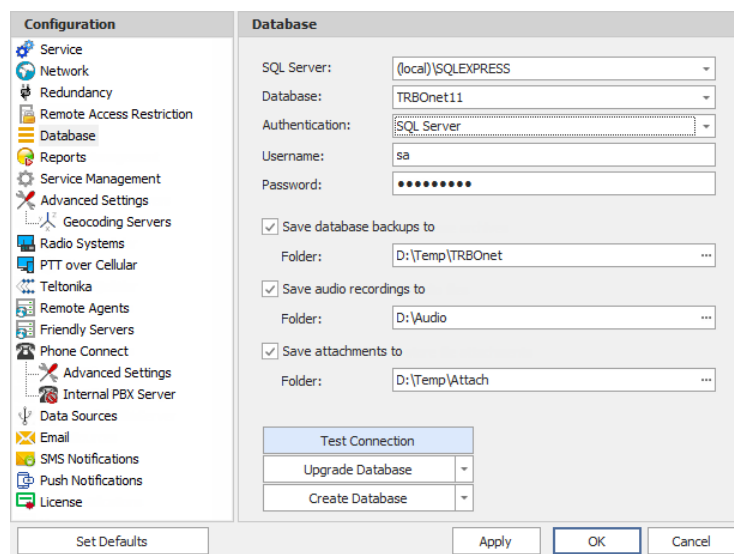 Configuration
Service
Network
Redundancy
Remote Access Restriction
Database
Reports
Service Management
Advanced Settings
Geocoding Servers
Radio Systems
PTT over Cellular
Teltonika
Remote Agents
Friendly Servers
Phone Connect
Advanced Settings
Internal PBX Server
Data Sources
Email
SMS Notifications
Push Notifications
License
Set Defaults
Database
SQL Server: (local)\SQLEXPRESS
Database: TRBOnet11
Authentication: SQL Server
Username: sa
Password: •••••••••
Save database backups to
Folder: D:\Temp\TRBOnet ...
Save audio recordings to
Folder: D:\Audio ...
Save attachments to
Folder: D:\Temp\Attach ...
Test Connection
Upgrade Database
Create Database
Apply OK Cancel